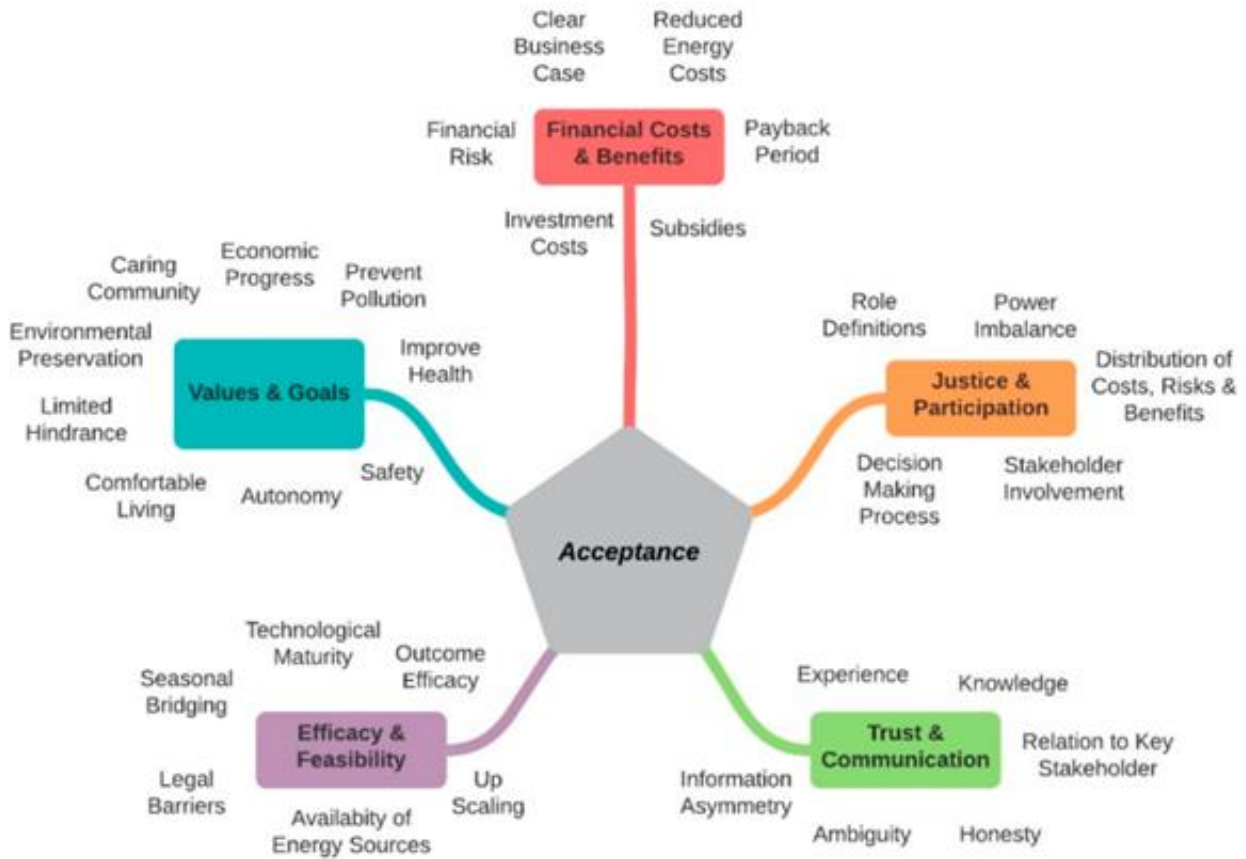 Clear
Business
Case
Reduced
Energy
Costs
Financial
Risk
Financial Costs
& Benefits
Payback
Period
Investment
Costs
Subsidies
Caring
Community
Economic
Progress
Prevent
Pollution
Environmental
Preservation
Improve
Health
Values & Goals
Limited
Hindrance
Comfortable
Living
Autonomy
Safety
Role
Definitions
Power
Imbalance
Justice &
Participation
Distribution of
Costs, Risks &
Benefits
Decision
Making
Process
Stakeholder
Involvement
Acceptance
Technological
Maturity
Outcome
Efficacy
Seasonal
Bridging
Efficacy &
Feasibility
Legal
Barriers
Availabity of
Energy Sources
Up
Scaling
Experience
Knowledge
Trust &
Communication
Relation to Key
Stakeholder
Information
Asymmetry
Ambiguity
Honesty